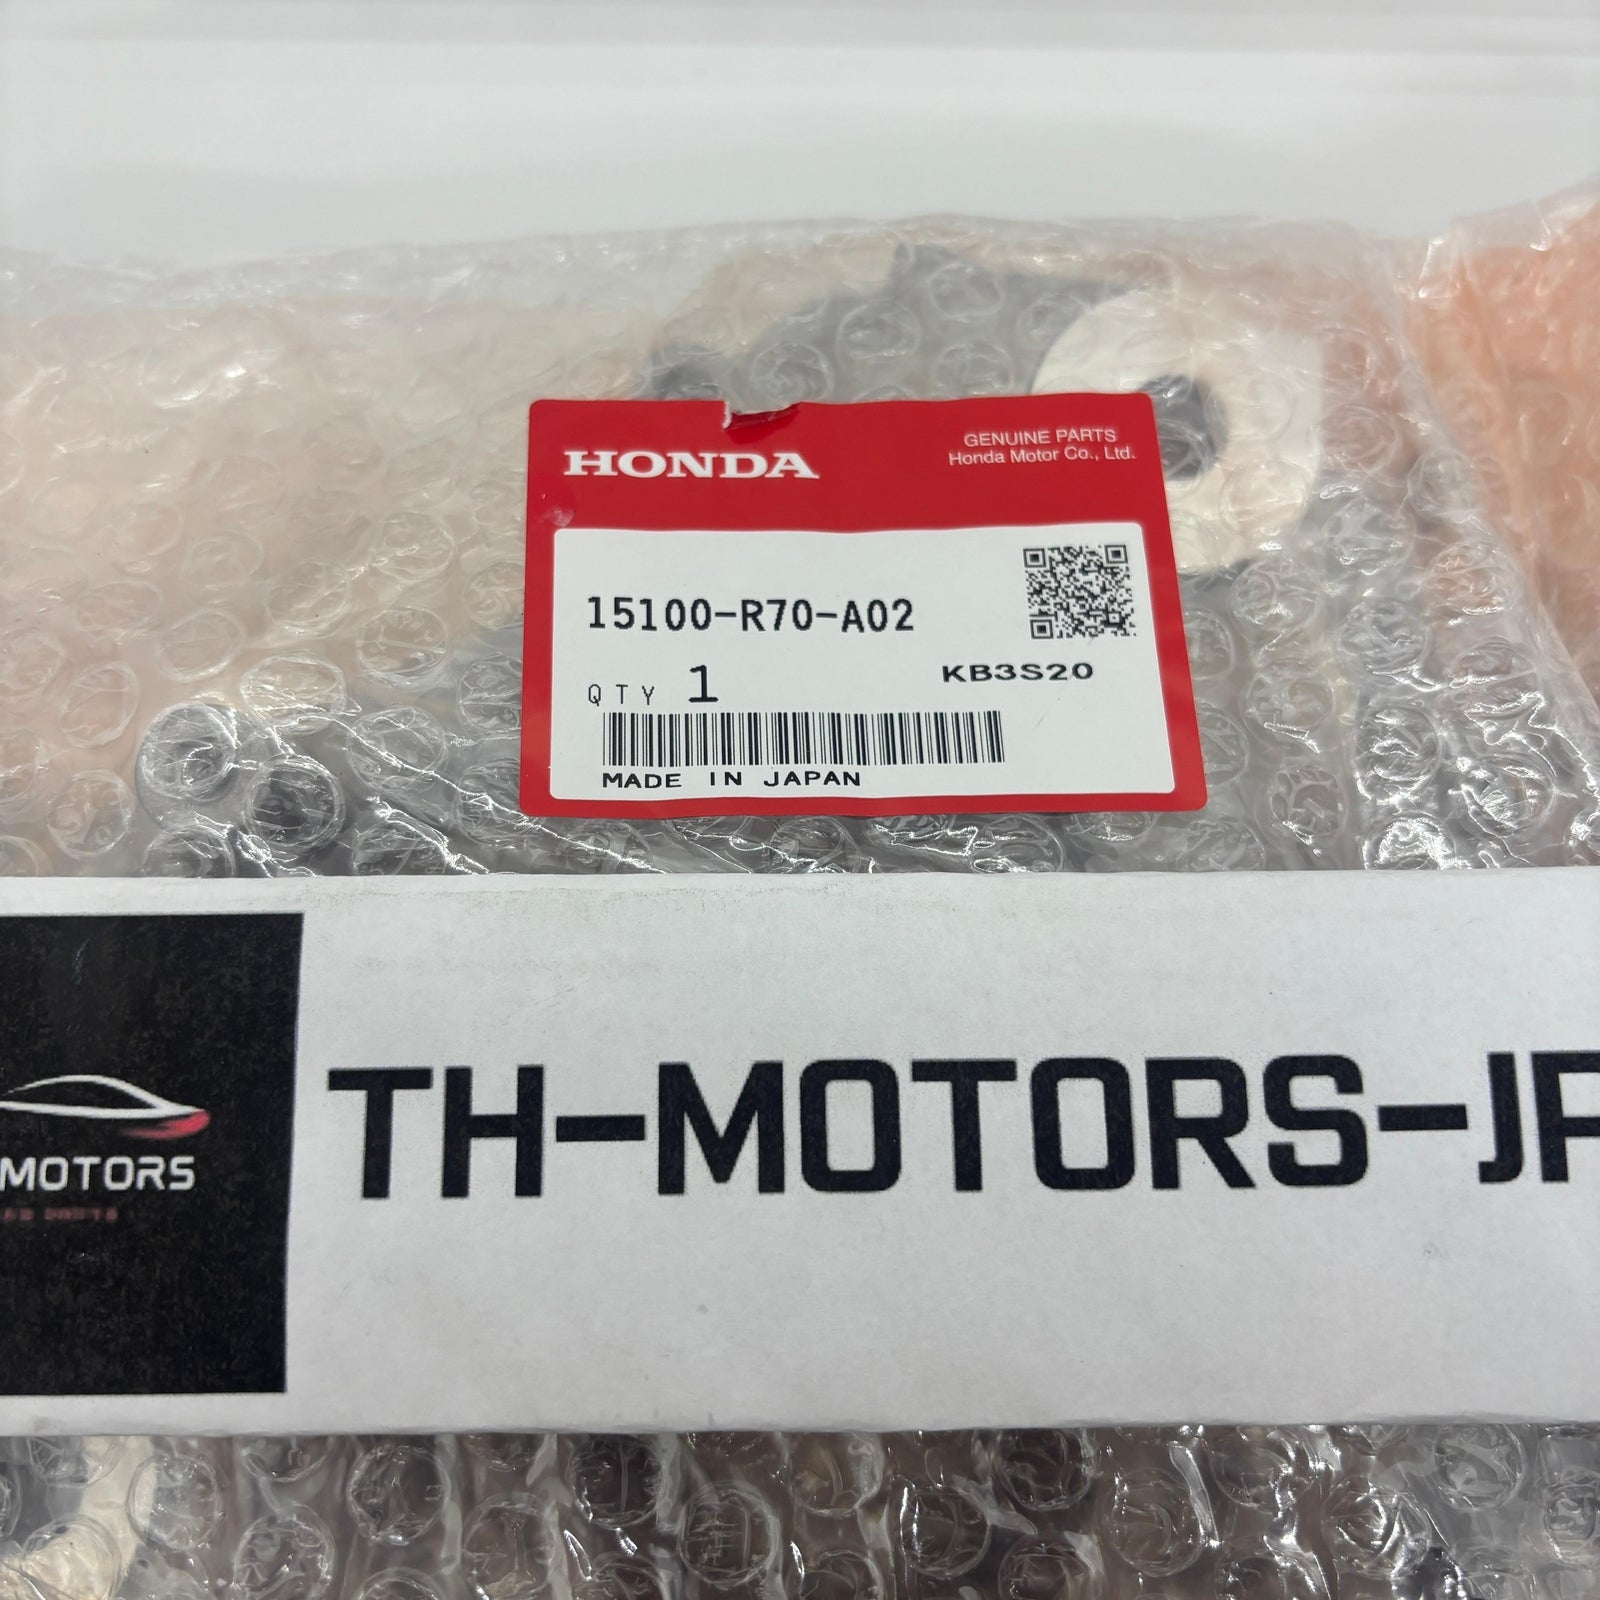 HONDA
GENUINE PARTS
Honda Motor Co., Ltd.
15100-R70-A02
QTY 1
KB3S20
MADE IN JAPAN
TH-MOTORS-JP
MOTORS